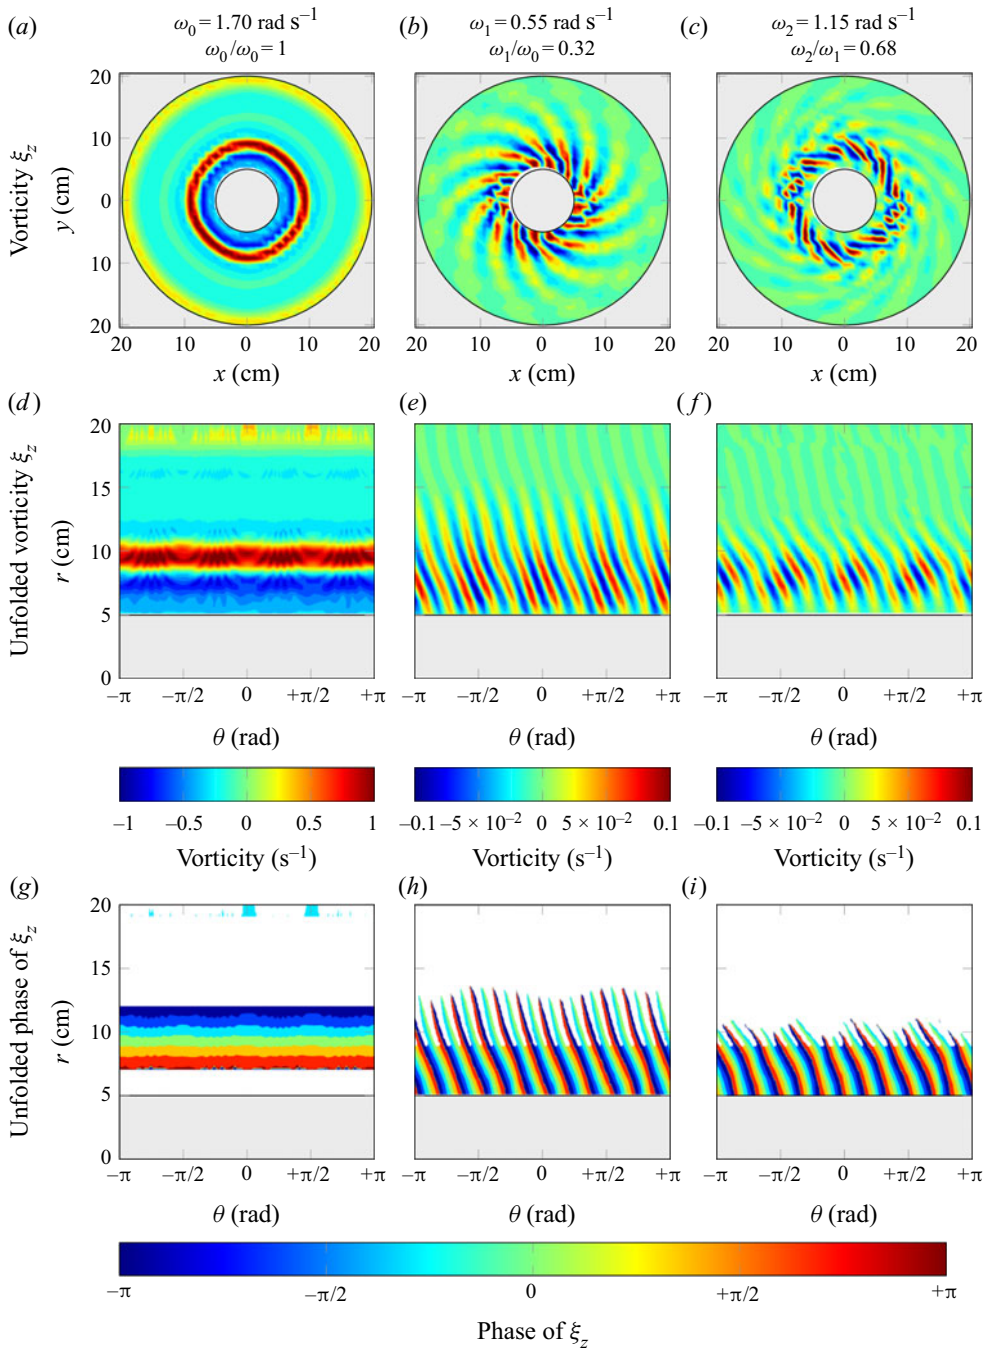 (a) ω0 = 1.70 rad s−1 (b) ω1 = 0.55 rad s−1 (c) ω2 = 1.15 rad s−1
ω0/ω0 = 1 ω1/ω0 = 0.32 ω2/ω1 = 0.68
Vorticity ξz
y (cm)
20
10
0
10
20
20 10 0 10 20 20 10 0 10 20 20 10 0 10 20
x (cm) x (cm) x (cm)
(d) (e) (f)
Unfolded vorticity ξz
r (cm)
20
15
10
5
0
−π −π/2 0 +π/2 +π −π −π/2 0 +π/2 +π −π −π/2 0 +π/2 +π
θ (rad) θ (rad) θ (rad)
−1 −0.5 0 0.5 1 −0.1 −5 × 10−2 0 5 × 10−2 0.1 −0.1 −5 × 10−2 0 5 × 10−2 0.1
Vorticity (s−1) Vorticity (s−1) Vorticity (s−1)
(g) (h) (i)
Unfolded phase of ξz
r (cm)
20
15
10
5
0
−π −π/2 0 +π/2 +π −π −π/2 0 +π/2 +π −π −π/2 0 +π/2 +π
θ (rad) θ (rad) θ (rad)
−π −π/2 0 +π/2 +π
Phase of ξz